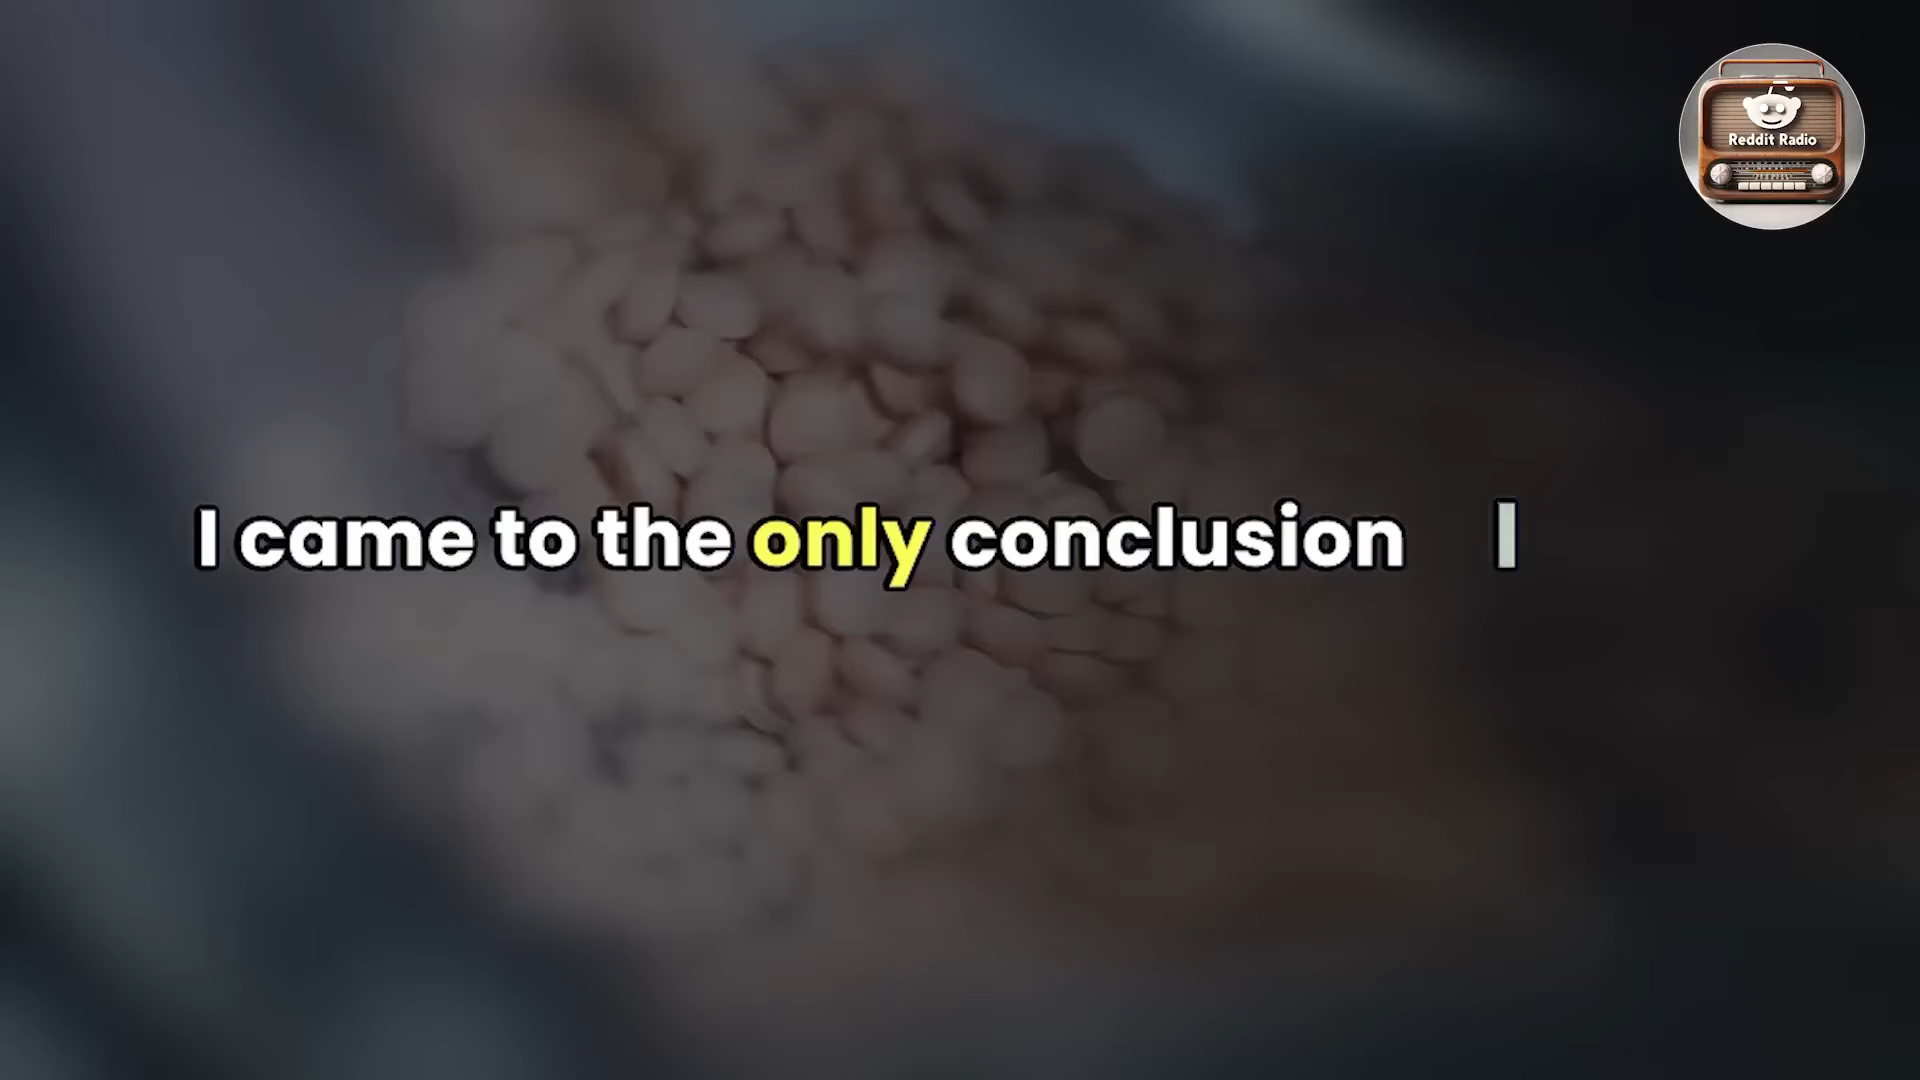 Reddit Radio
I came to the only conclusion I